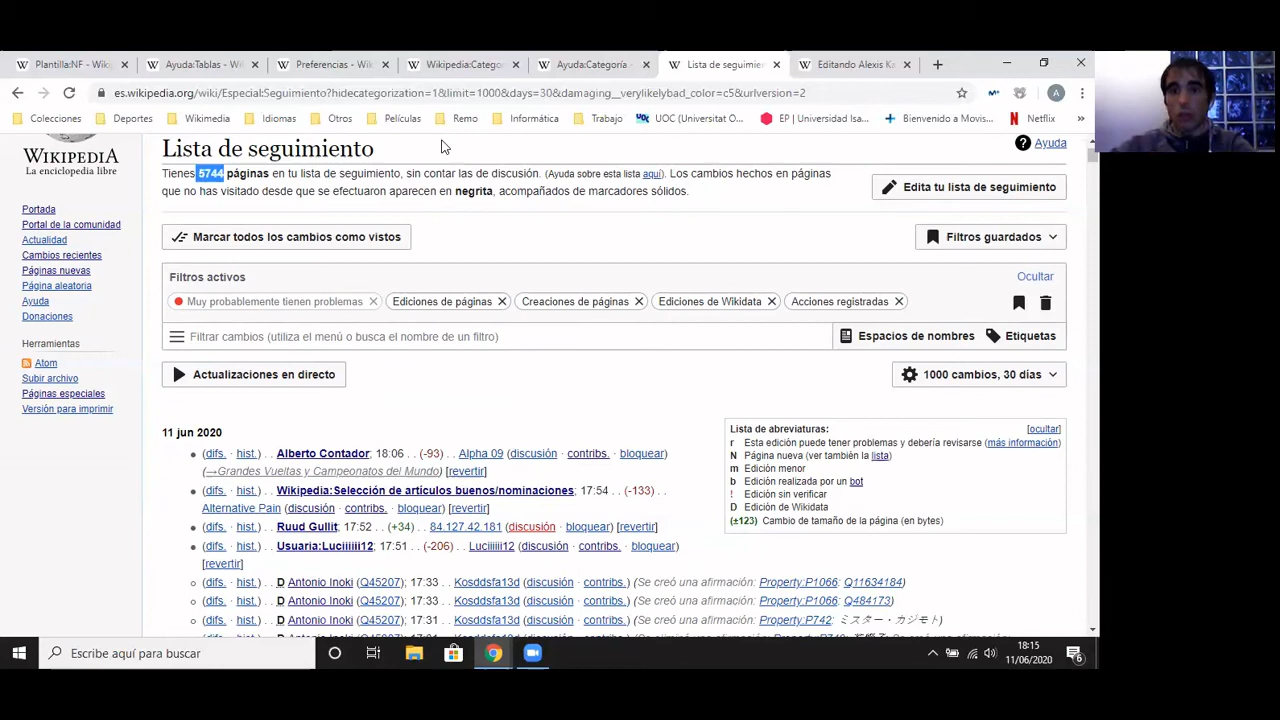 Plantilla:NF - Wiki
Ayuda:Tablas - Wi
Preferencias - Wik
Wikipedia:Catego
Ayuda:Categoría -
Lista de seguimie
Editando Alexis Ka
es.wikipedia.org/wiki/Especial:Seguimiento?hidecategorization=1&limit=1000&days=30&damaging__verylikelybad_color=c5&urlversion=2
A
Colecciones Deportes Wikimedia Idiomas Otros Películas Remo Informática Trabajo UOC (Universitat O... EP | Universidad Isa... Bienvenido a Movis... Netflix »
WIKIPEDIA
La enciclopedia libre
Portada
Portal de la comunidad
Actualidad
Cambios recientes
Páginas nuevas
Página aleatoria
Ayuda
Donaciones
Herramientas
Atom
Subir archivo
Páginas especiales
Versión para imprimir
Lista de seguimiento
Ayuda
Tienes 5744 páginas en tu lista de seguimiento, sin contar las de discusión. (Ayuda sobre esta lista aquí). Los cambios hechos en páginas
que no has visitado desde que se efectuaron aparecen en negrita, acompañados de marcadores sólidos.
Edita tu lista de seguimiento
Marcar todos los cambios como vistos
Filtros guardados
Filtros activos
Ocultar
Muy probablemente tienen problemas Ediciones de páginas Creaciones de páginas Ediciones de Wikidata Acciones registradas
Filtrar cambios (utiliza el menú o busca el nombre de un filtro)
Espacios de nombres Etiquetas
Actualizaciones en directo
1000 cambios, 30 días
11 jun 2020
Lista de abreviaturas: [ocultar]
r Esta edición puede tener problemas y debería revisarse (más información)
N Página nueva (ver también la lista)
m Edición menor
b Edición realizada por un bot
! Edición sin verificar
D Edición de Wikidata
(±123) Cambio de tamaño de la página (en bytes)
(difs. · hist.) . . Alberto Contador; 18:06 . . (-93) . . Alpha 09 (discusión · contribs. · bloquear)
(→Grandes Vueltas y Campeonatos del Mundo) [revertir]
(difs. · hist.) . . Wikipedia:Selección de artículos buenos/nominaciones; 17:54 . . (-133) . .
Alternative Pain (discusión · contribs. · bloquear) [revertir]
(difs. · hist.) . . Ruud Gullit; 17:52 . . (+34) . . 84.127.42.181 (discusión · bloquear) [revertir]
(difs. · hist.) . . Usuaria:Luciiiiii12; 17:51 . . (-206) . . Luciiiiii12 (discusión · contribs. · bloquear)
[revertir]
(difs. · hist.) . . D Antonio Inoki (Q45207); 17:33 . . Kosddsfa13d (discusión · contribs.) (Se creó una afirmación: Property:P1066: Q11634184)
(difs. · hist.) . . D Antonio Inoki (Q45207); 17:33 . . Kosddsfa13d (discusión · contribs.) (Se creó una afirmación: Property:P1066: Q484173)
(difs. · hist.) . . D Antonio Inoki (Q45207); 17:31 . . Kosddsfa13d (discusión · contribs.) (Se creó una afirmación: Property:P742: ミスター・カジモト)
Escribe aquí para buscar
18:15
11/06/2020
6